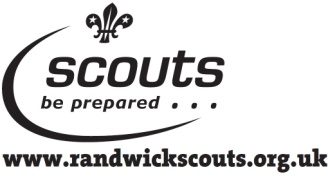 scouts
be prepared . . .
www.randwickscouts.org.uk